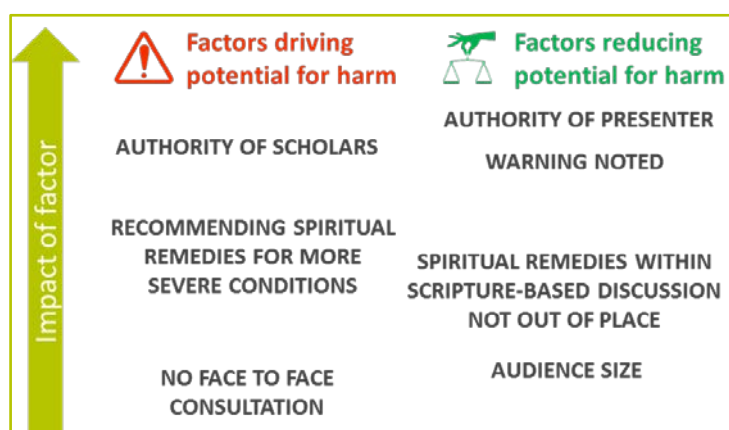 Impact of factor
Factors driving
potential for harm
AUTHORITY OF SCHOLARS
RECOMMENDING SPIRITUAL
REMEDIES FOR MORE
SEVERE CONDITIONS
NO FACE TO FACE
CONSULTATION
Factors reducing
potential for harm
AUTHORITY OF PRESENTER
WARNING NOTED
SPIRITUAL REMEDIES WITHIN
SCRIPTURE-BASED DISCUSSION
NOT OUT OF PLACE
AUDIENCE SIZE